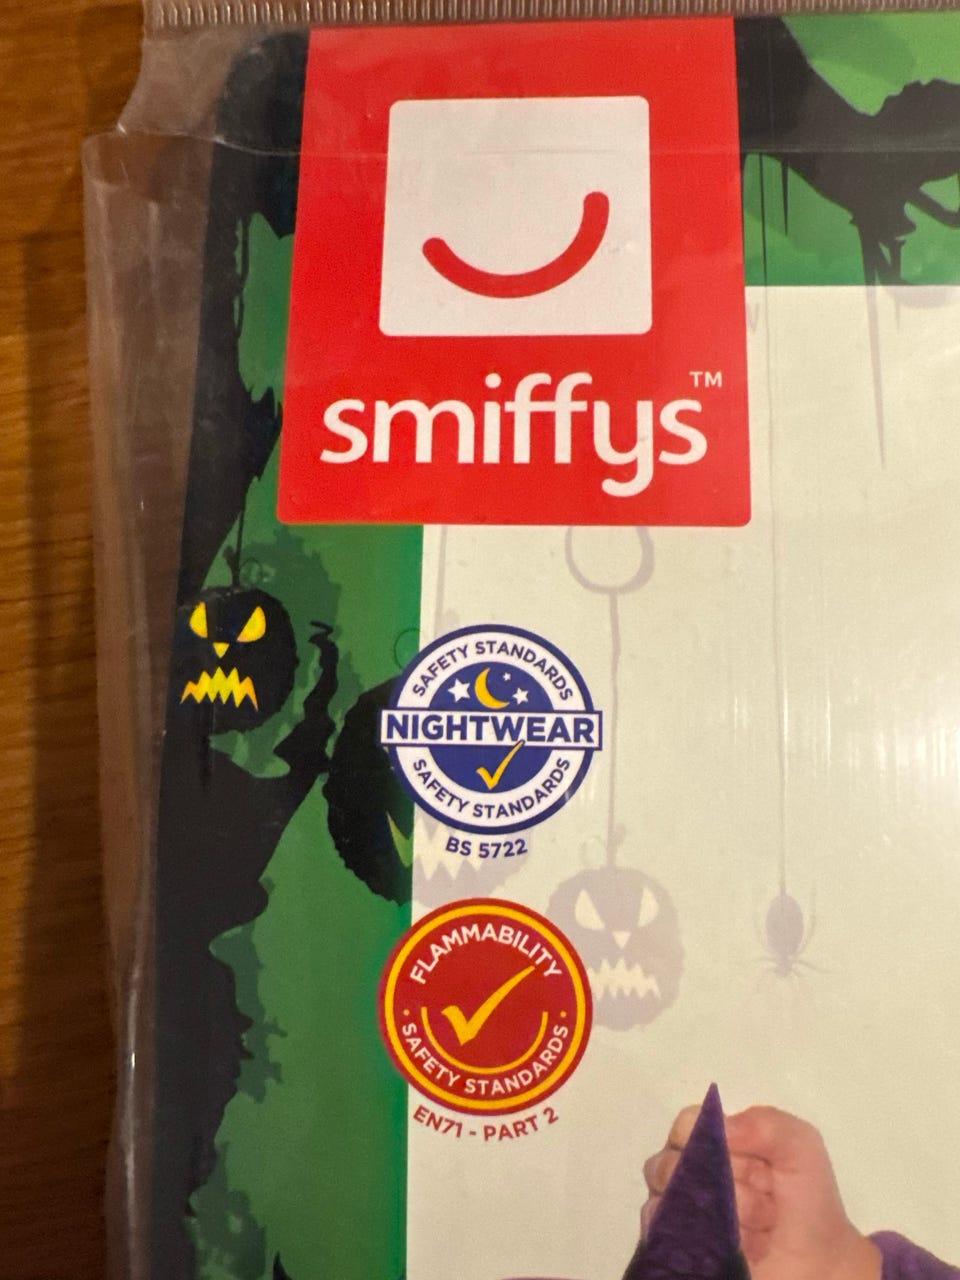 smiffys™
SAFETY STANDARDS
NIGHTWEAR
SAFETY STANDARDS
BS 5722
FLAMMABILITY
· SAFETY STANDARDS ·
EN71 - PART 2